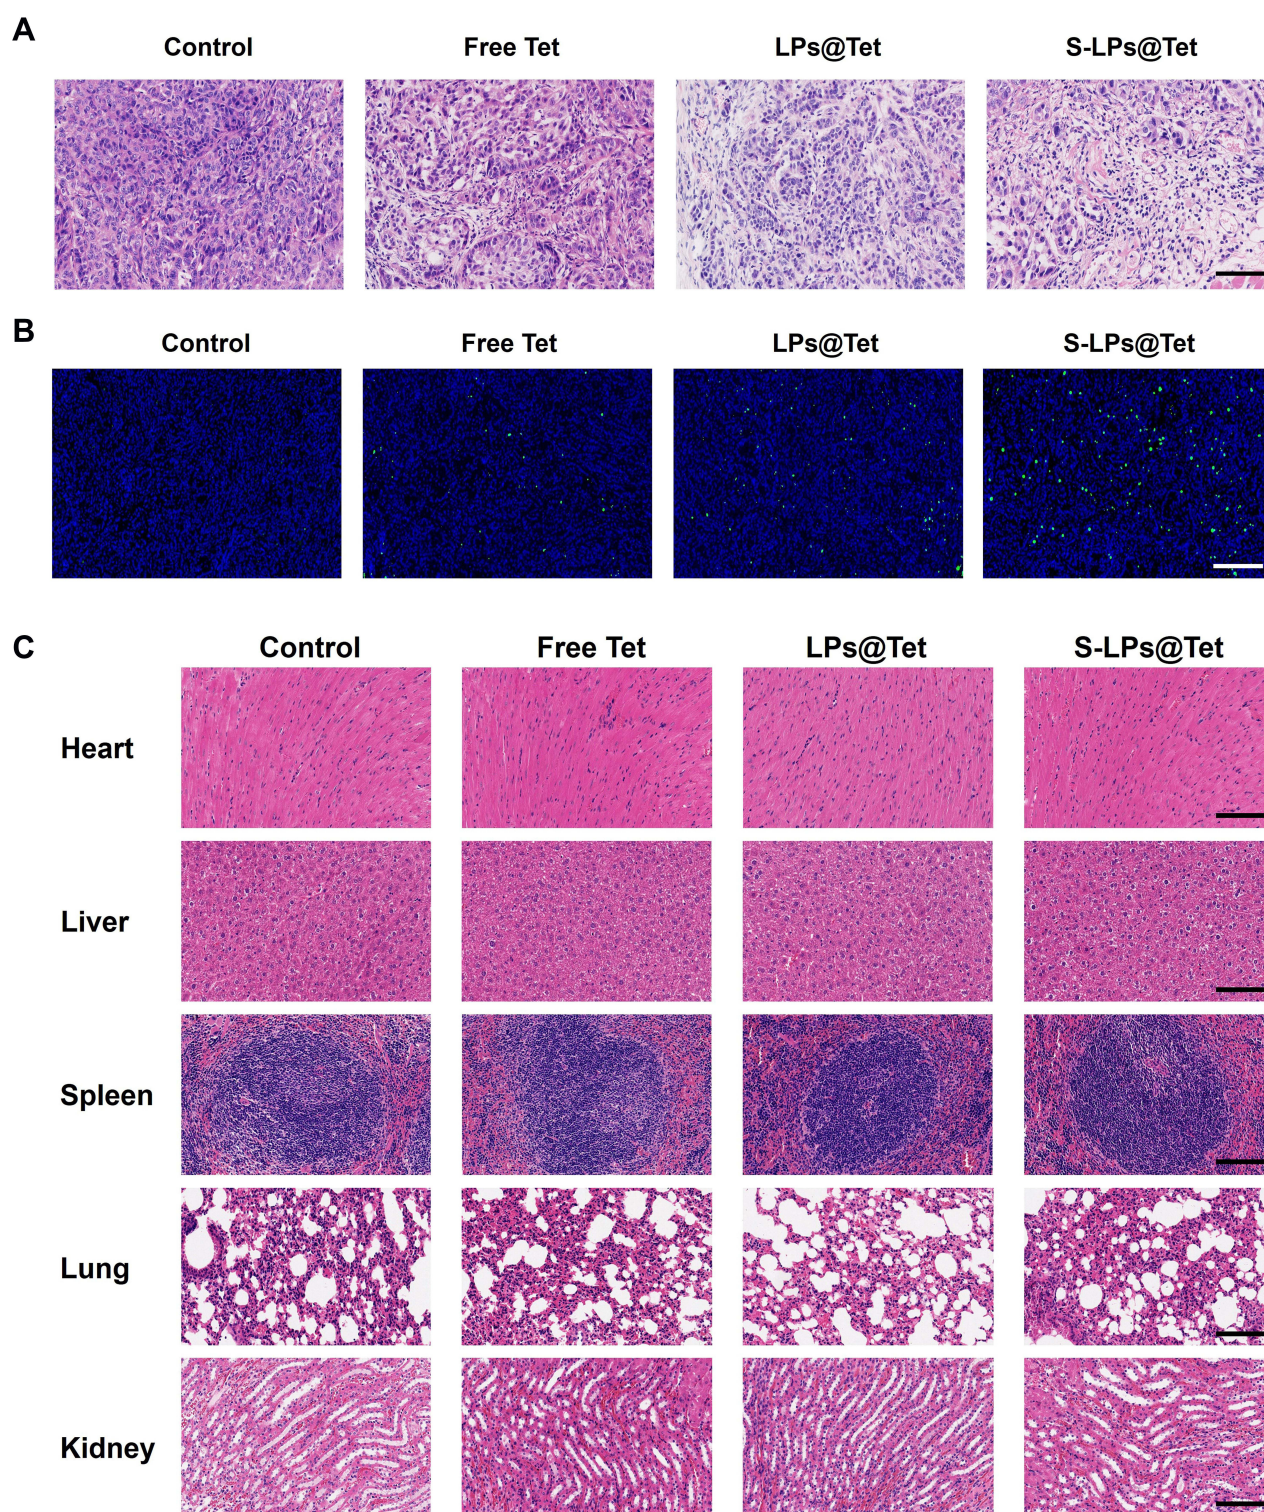 A
Control Free Tet LPs@Tet S-LPs@Tet
B
Control Free Tet LPs@Tet S-LPs@Tet
C
Control Free Tet LPs@Tet S-LPs@Tet
Heart
Liver
Spleen
Lung
Kidney